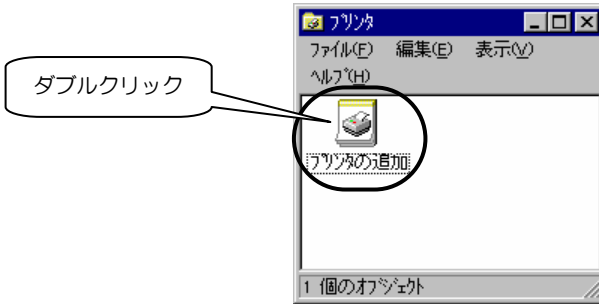 プリンタ
ファイル(F) 編集(E) 表示(V)
ヘルプ(H)
ダブルクリック
プリンタの追加
1 個のオブジェクト